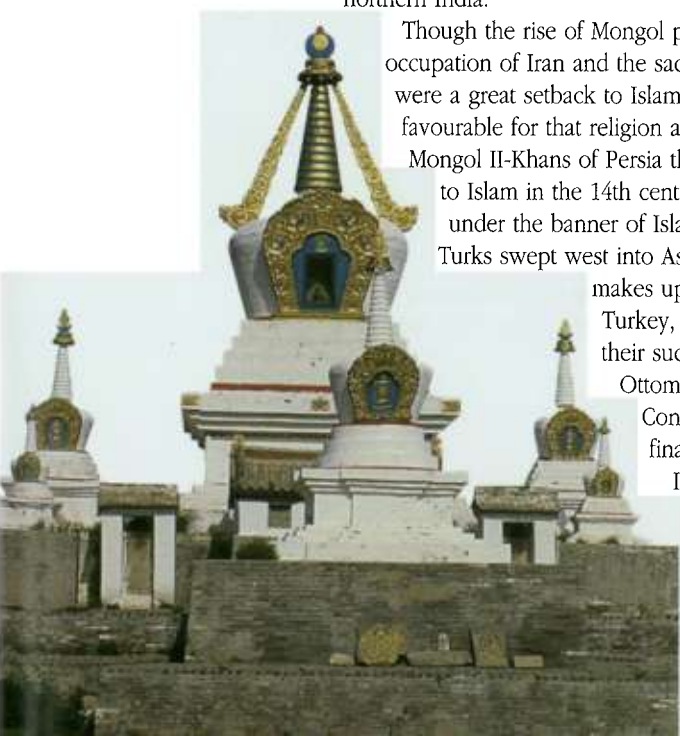 northern India.
Though the rise of Mongol p
occupation of Iran and the sac
were a great setback to Islam
favourable for that religion a
Mongol II-Khans of Persia th
to Islam in the 14th cent
under the banner of Isla
Turks swept west into As
makes up
Turkey,
their suc
Ottom
Con
fina
I